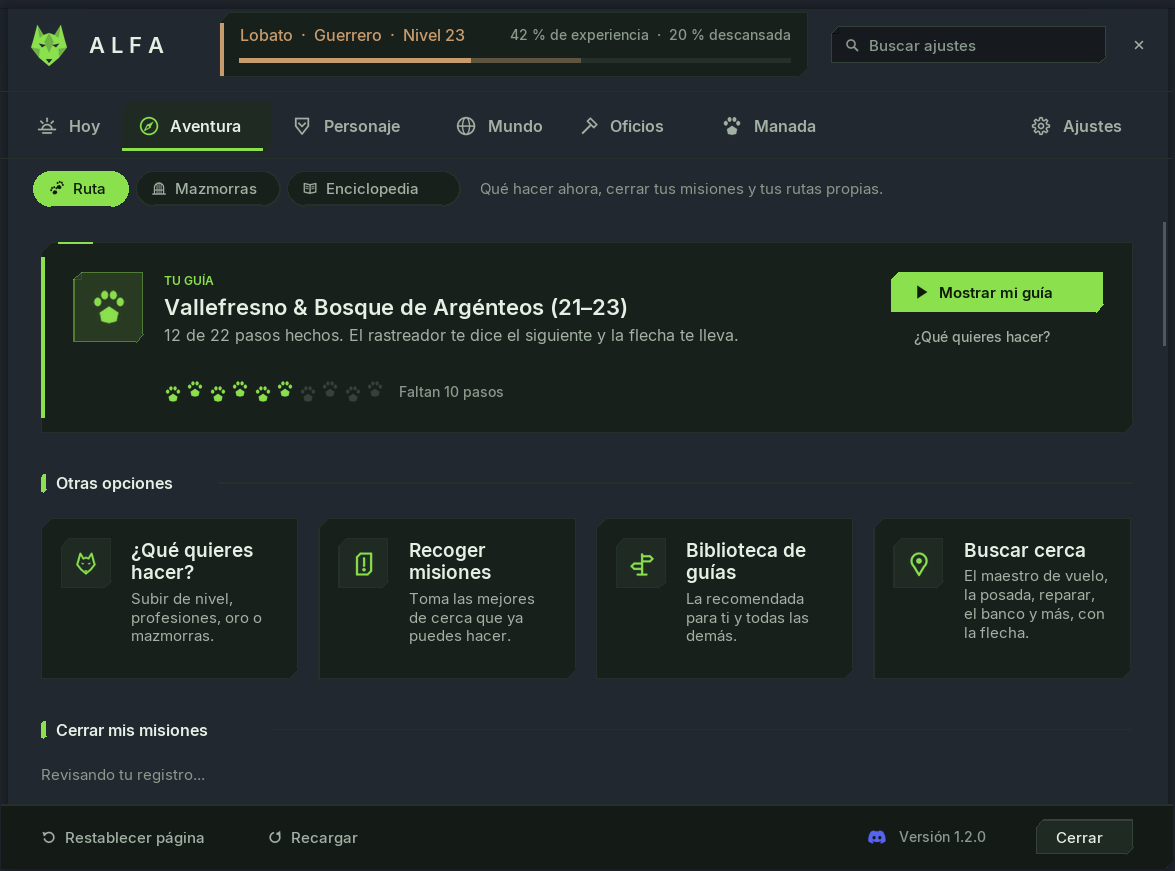 ALFA
Lobato · Guerrero · Nivel 23
42 % de experiencia · 20 % descansada
Buscar ajustes
Hoy
Aventura
Personaje
Mundo
Oficios
Manada
Ajustes
Ruta
Mazmorras
Enciclopedia
Qué hacer ahora, cerrar tus misiones y tus rutas propias.
TU GUÍA
Vallefresno & Bosque de Argénteos (21–23)
12 de 22 pasos hechos. El rastreador te dice el siguiente y la flecha te lleva.
Mostrar mi guía
¿Qué quieres hacer?
Faltan 10 pasos
Otras opciones
¿Qué quieres
hacer?
Subir de nivel,
profesiones, oro o
mazmorras.
Recoger
misiones
Toma las mejores
de cerca que ya
puedes hacer.
Biblioteca de
guías
La recomendada
para ti y todas las
demás.
Buscar cerca
El maestro de vuelo,
la posada, reparar,
el banco y más, con
la flecha.
Cerrar mis misiones
Revisando tu registro...
Restablecer página
Recargar
Versión 1.2.0
Cerrar